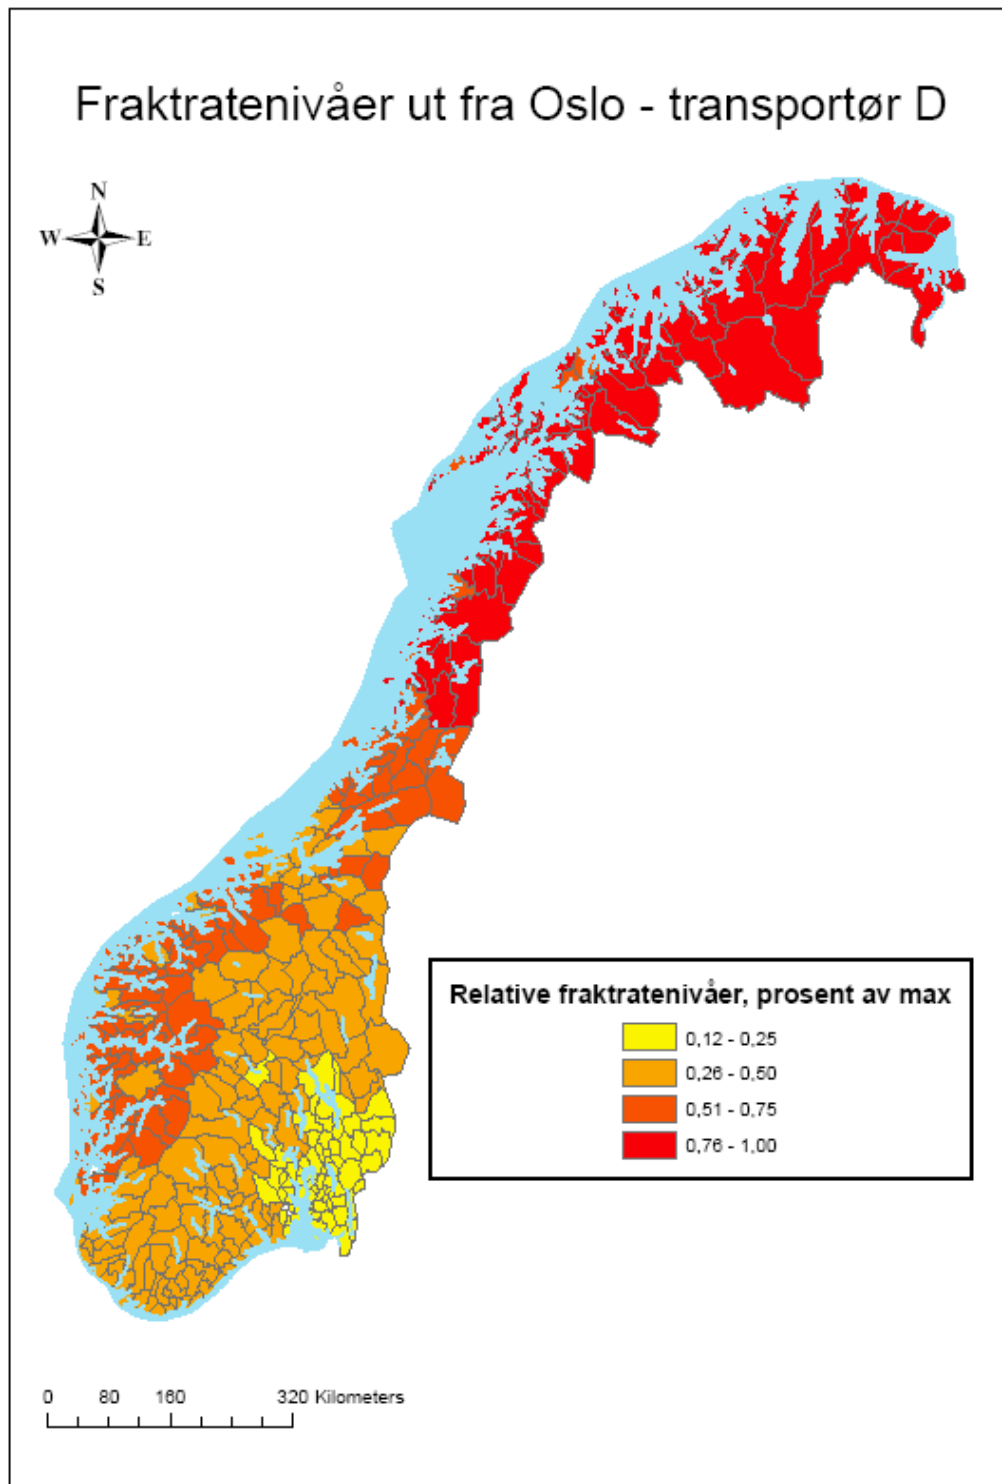 Fraktratenivåer ut fra Oslo - transportør D
N
W E
S
Relative fraktratenivåer, prosent av max
0,12 - 0,25
0,26 - 0,50
0,51 - 0,75
0,76 - 1,00
0 80 160 320 Kilometers